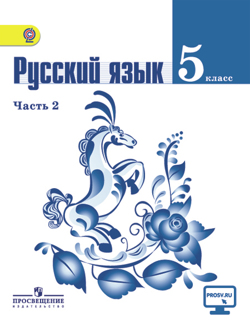 Русский язык 5
класс
Часть 2
PROSV.RU
ПРОСВЕЩЕНИЕ
ИЗДАТЕЛЬСТВО